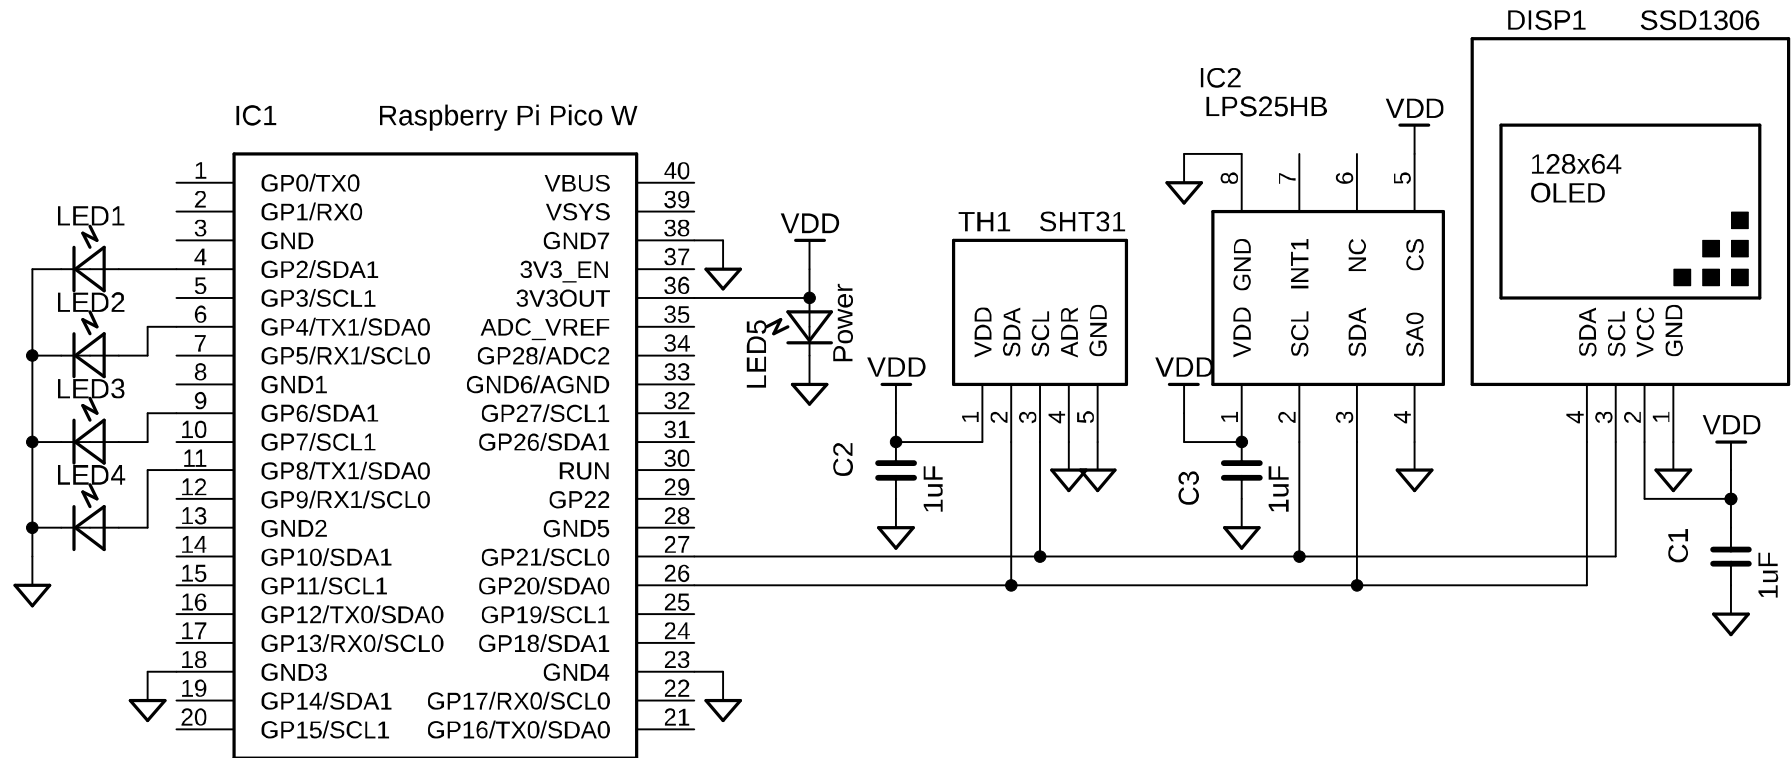 IC1 Raspberry Pi Pico W
1 GP0/TX0 VBUS 40
2 GP1/RX0 VSYS 39
3 GND GND7 38
4 GP2/SDA1 3V3_EN 37
5 GP3/SCL1 3V3OUT 36
6 GP4/TX1/SDA0 ADC_VREF 35
7 GP5/RX1/SCL0 GP28/ADC2 34
8 GND1 GND6/AGND 33
9 GP6/SDA1 GP27/SCL1 32
10 GP7/SCL1 GP26/SDA1 31
11 GP8/TX1/SDA0 RUN 30
12 GP9/RX1/SCL0 GP22 29
13 GND2 GND5 28
14 GP10/SDA1 GP21/SCL0 27
15 GP11/SCL1 GP20/SDA0 26
16 GP12/TX0/SDA0 GP19/SCL1 25
17 GP13/RX0/SCL0 GP18/SDA1 24
18 GND3 GND4 23
19 GP14/SDA1 GP17/RX0/SCL0 22
20 GP15/SCL1 GP16/TX0/SDA0 21
LED1
LED2
LED3
LED4
VDD
LED5
Power
VDD
C2
1uF
TH1 SHT31
VDD SDA SCL ADR GND
1 2 3 4 5
IC2
LPS25HB
VDD
8 7 6 5
GND INT1 NC CS
VDD SCL SDA SA0
1 2 3 4
VDD
C3
1uF
DISP1 SSD1306
128x64
OLED
SDA SCL VCC GND
4 3 2 1
VDD
C1
1uF